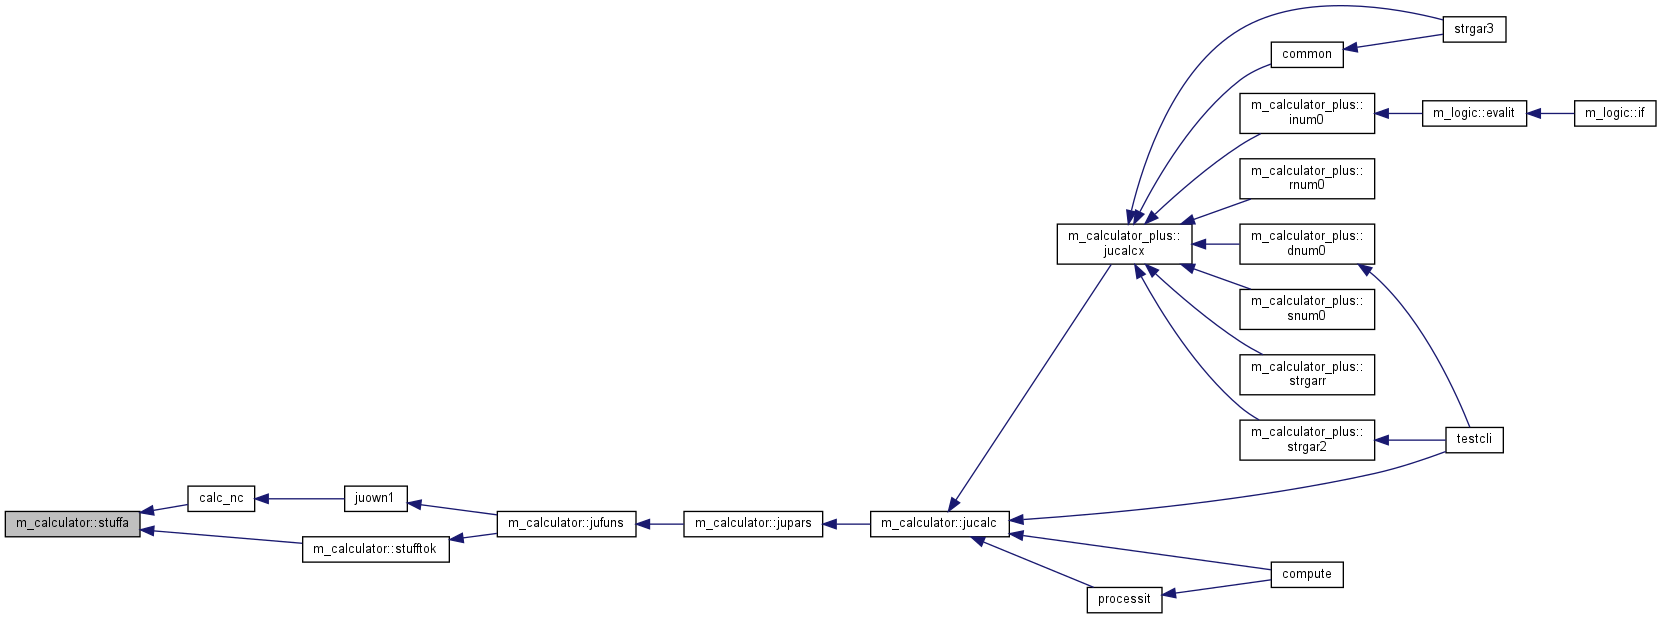 strgar3
common
m_calculator_plus::
inum0
m_logic::evalit
m_logic::if
m_calculator_plus::
rnum0
m_calculator_plus::
jucalcx
m_calculator_plus::
dnum0
m_calculator_plus::
snum0
m_calculator_plus::
strgarr
m_calculator_plus::
strgar2
testcli
calc_nc
juown1
m_calculator::stuffa
m_calculator::jufuns
m_calculator::jupars
m_calculator::jucalc
m_calculator::stufftok
compute
processit